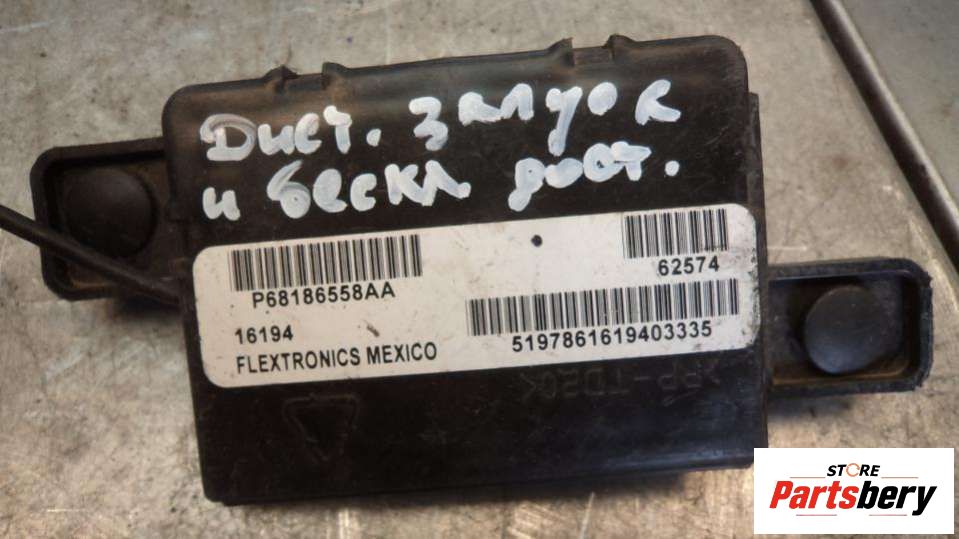 Дист. запуск
и бескл. дост.
62574
P68186558AA
16194
5197861619403335
FLEXTRONICS MEXICO
STORE
Partsbery